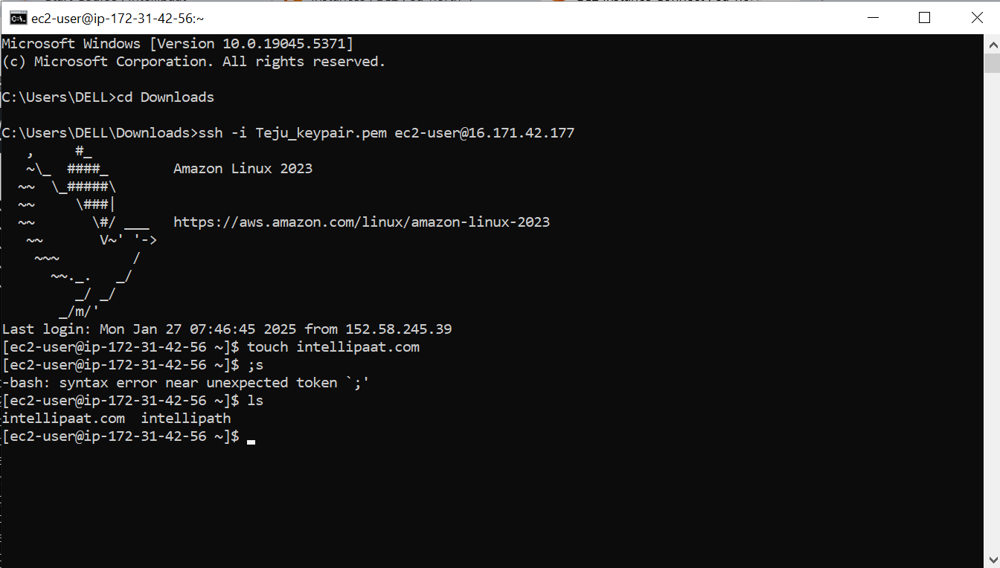 ec2-user@ip-172-31-42-56:~
Microsoft Windows [Version 10.0.19045.5371]
(c) Microsoft Corporation. All rights reserved.
C:\Users\DELL>cd Downloads
C:\Users\DELL\Downloads>ssh -i Teju_keypair.pem ec2-user@16.171.42.177
   ,     #_
   ~\_  ####_          Amazon Linux 2023
  ~~  \_#####\
  ~~     \###|
  ~~       \#/ ___   https://aws.amazon.com/linux/amazon-linux-2023
   ~~       V~' '->
    ~~~         /
      ~~._.   _/
         _/ _/
       _/m/'
Last login: Mon Jan 27 07:46:45 2025 from 152.58.245.39
[ec2-user@ip-172-31-42-56 ~]$ touch intellipaat.com
[ec2-user@ip-172-31-42-56 ~]$ ;s
-bash: syntax error near unexpected token `;'
[ec2-user@ip-172-31-42-56 ~]$ ls
intellipaat.com  intellipath
[ec2-user@ip-172-31-42-56 ~]$